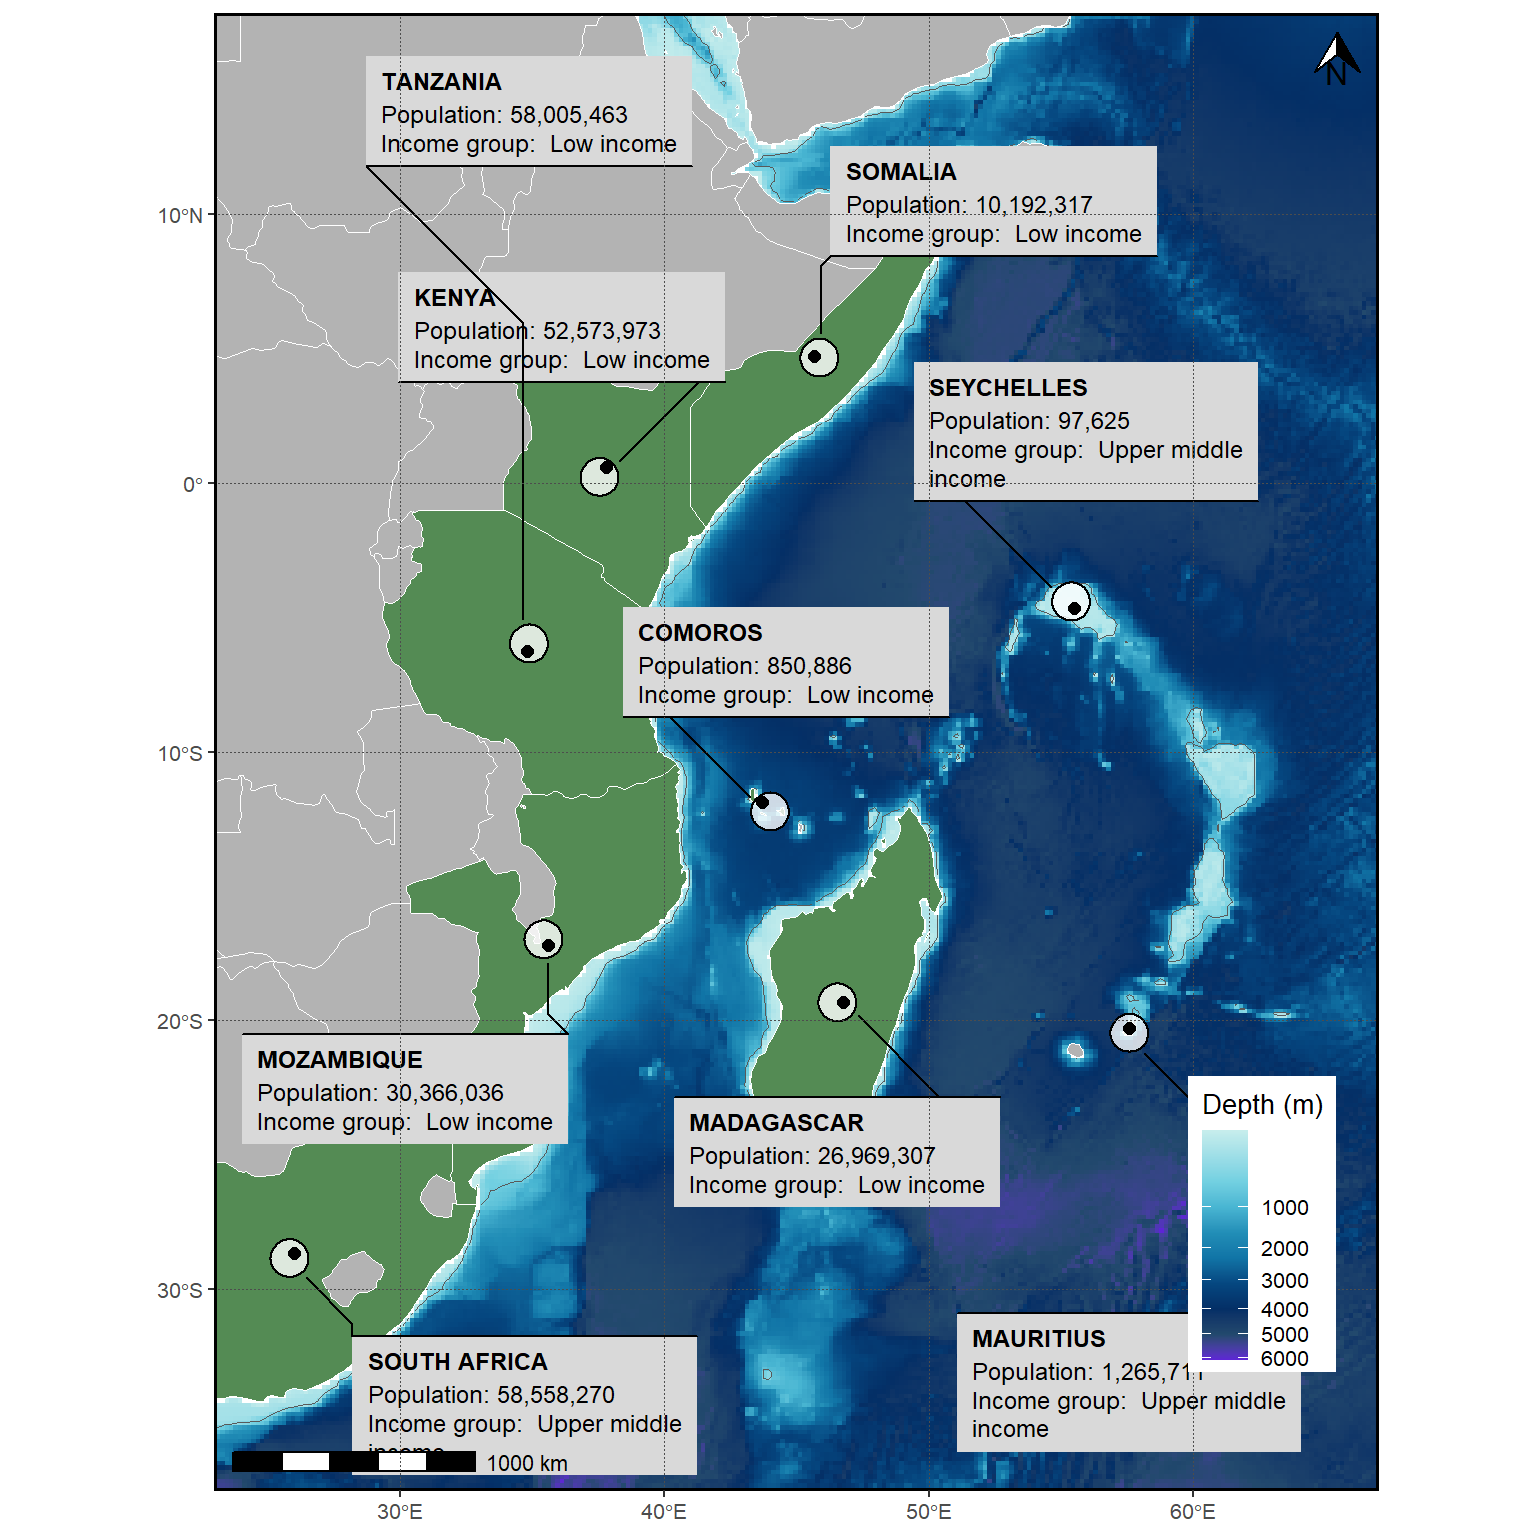 N
TANZANIA
Population: 58,005,463
Income group:  Low income
SOMALIA
Population: 10,192,317
Income group:  Low income
10°N
KENYA
Population: 52,573,973
Income group:  Low income
SEYCHELLES
Population: 97,625
Income group:  Upper middle
income
0°
COMOROS
Population: 850,886
Income group:  Low income
10°S
20°S
MOZAMBIQUE
Population: 30,366,036
Income group:  Low income
MADAGASCAR
Population: 26,969,307
Income group:  Low income
Depth (m)
1000
2000
3000
4000
5000
6000
30°S
MAURITIUS
Population: 1,265,711
Income group:  Upper middle
income
SOUTH AFRICA
Population: 58,558,270
Income group:  Upper middle
income
1000 km
30°E
40°E
50°E
60°E